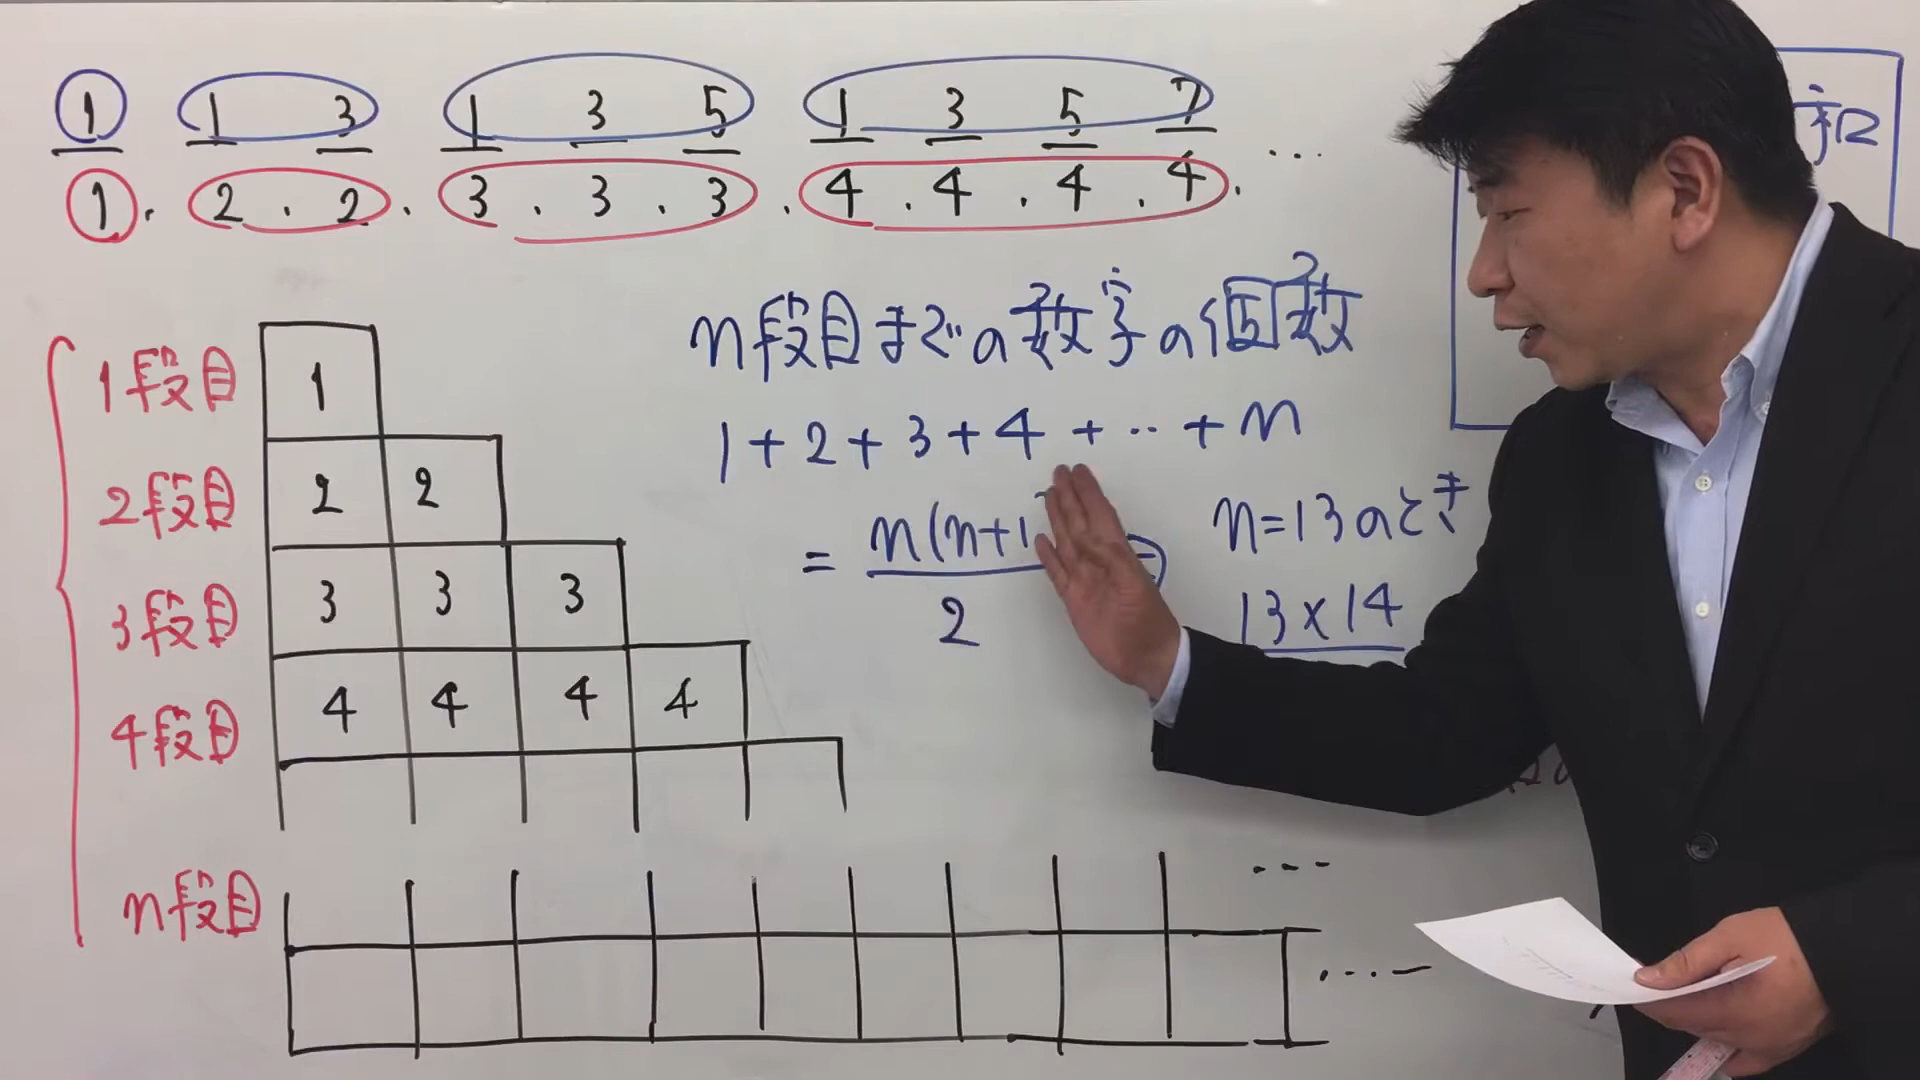 1 1 3 1 3 5 1 3 5 7
1 . 2 . 2 . 3 . 3 . 3 . 4 . 4 . 4 . 4 . ...
n段目までの数字の個数
1段目 1
1+2+3+4+‥+n
2段目 2 2
n=13のとき
= n(n+1
2
13×14
3段目 3 3 3
4段目 4 4 4 4
n段目